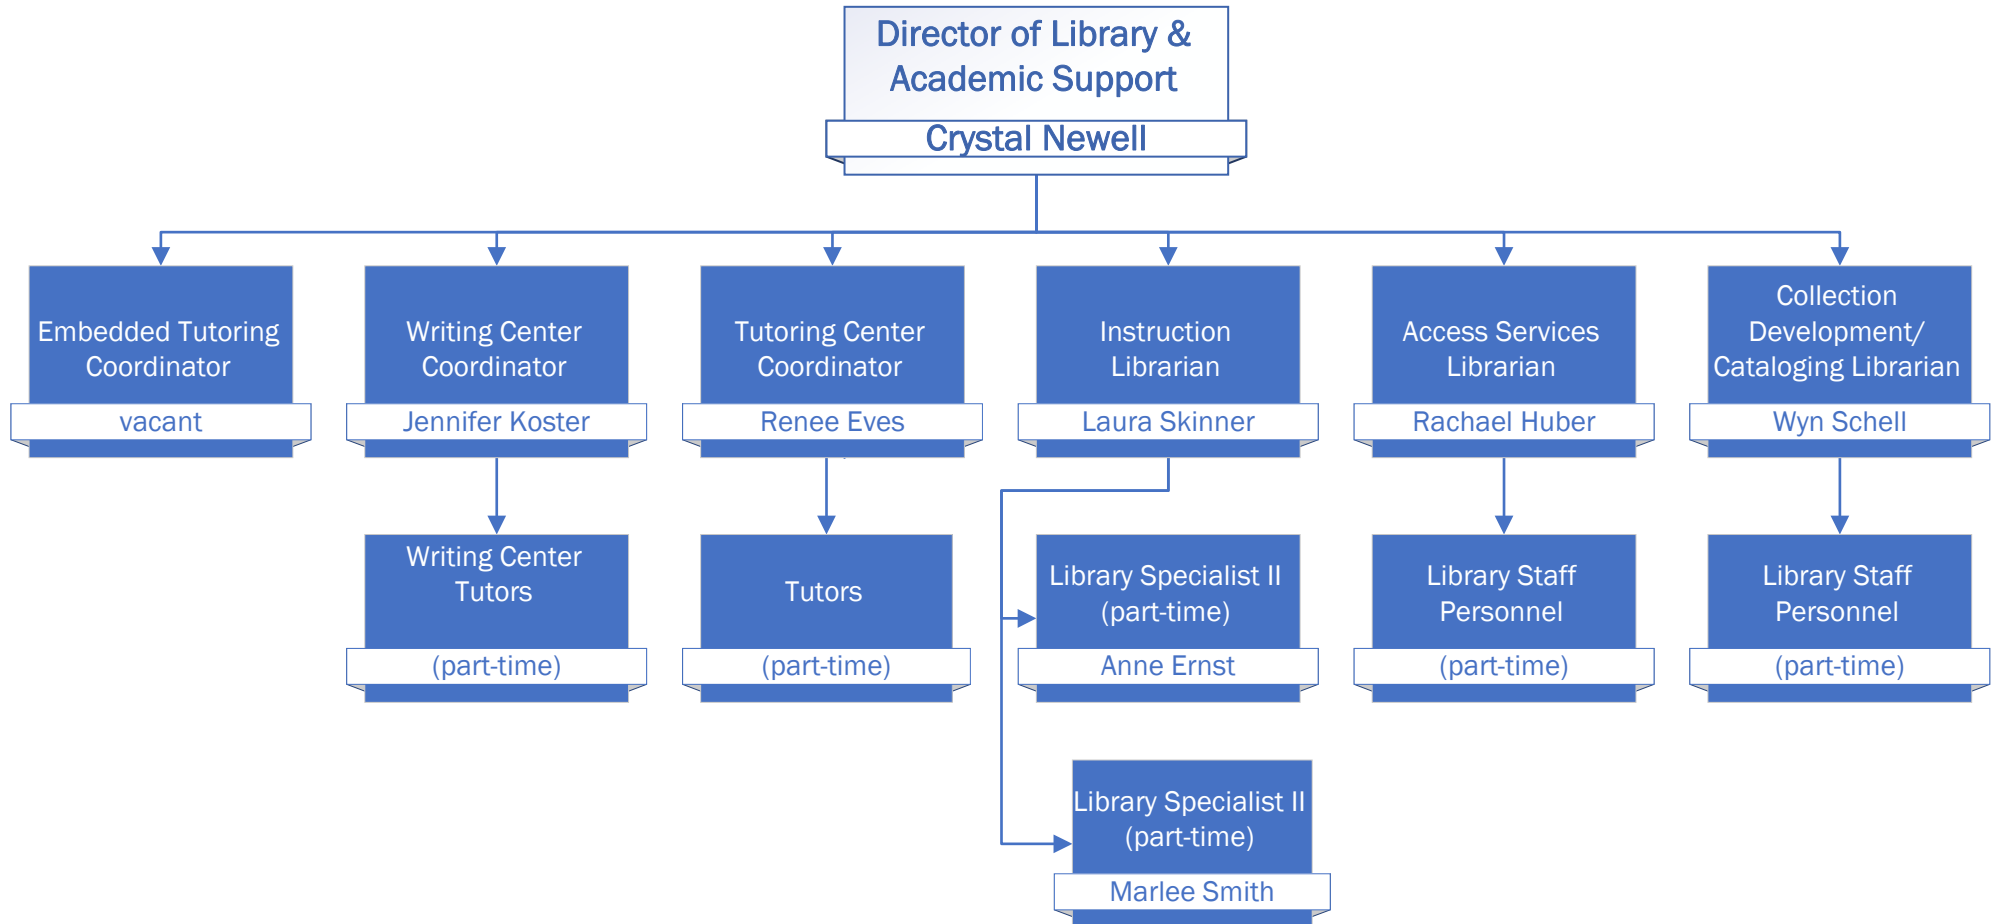 Director of Library &
Academic Support
Crystal Newell
Embedded Tutoring
Coordinator
vacant
Writing Center
Coordinator
Jennifer Koster
Tutoring Center
Coordinator
Renee Eves
Instruction
Librarian
Laura Skinner
Access Services
Librarian
Rachael Huber
Collection
Development/
Cataloging Librarian
Wyn Schell
Writing Center
Tutors
(part-time)
Tutors
(part-time)
Library Specialist II
(part-time)
Anne Ernst
Library Staff
Personnel
(part-time)
Library Staff
Personnel
(part-time)
Library Specialist II
(part-time)
Marlee Smith